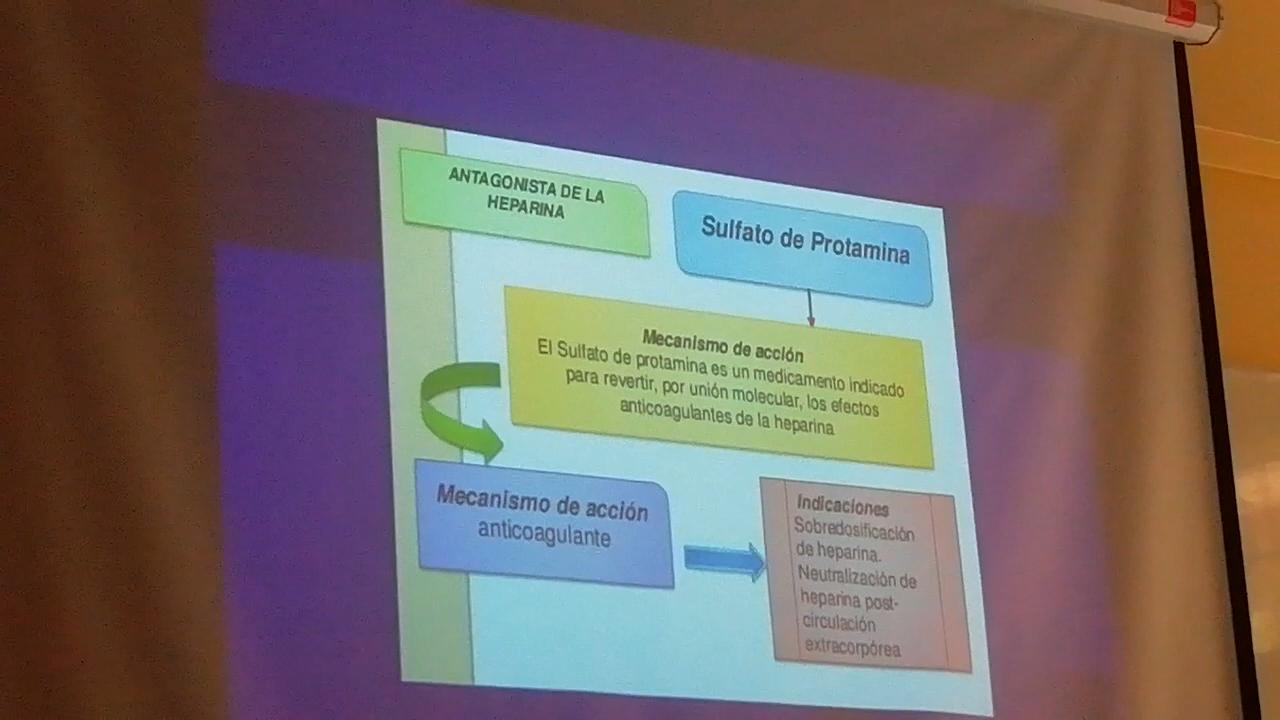 ANTAGONISTA DE LA
HEPARINA
Sulfato de Protamina
Mecanismo de acción
El Sulfato de protamina es un medicamento indicado
para revertir, por unión molecular, los efectos
anticoagulantes de la heparina
Mecanismo de acción
anticoagulante
Indicaciones
Sobredosificación
de heparina.
Neutralización de
heparina post-
circulación
extracorpórea